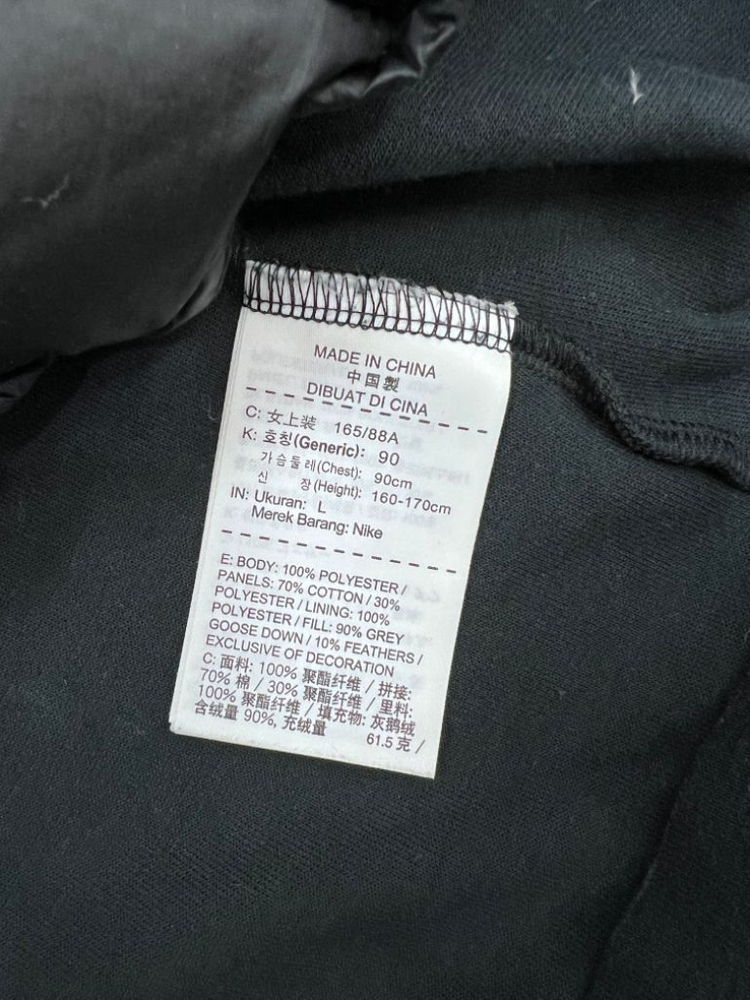 MADE IN CHINA
中国製
DIBUAT DI CINA
C: 女上装 165/88A
K: 호칭(Generic): 90
가슴둘레(Chest): 90cm
신 장(Height): 160-170cm
IN: Ukuran: L
Merek Barang: Nike
E: BODY: 100% POLYESTER /
PANELS: 70% COTTON / 30%
POLYESTER / LINING: 100%
POLYESTER / FILL: 90% GREY
GOOSE DOWN / 10% FEATHERS /
EXCLUSIVE OF DECORATION
C: 面料: 100% 聚酯纤维 / 拼接:
70% 棉 / 30% 聚酯纤维 / 里料:
100% 聚酯纤维 / 填充物: 灰鹅绒
含绒量 90%, 充绒量 61.5 克 /